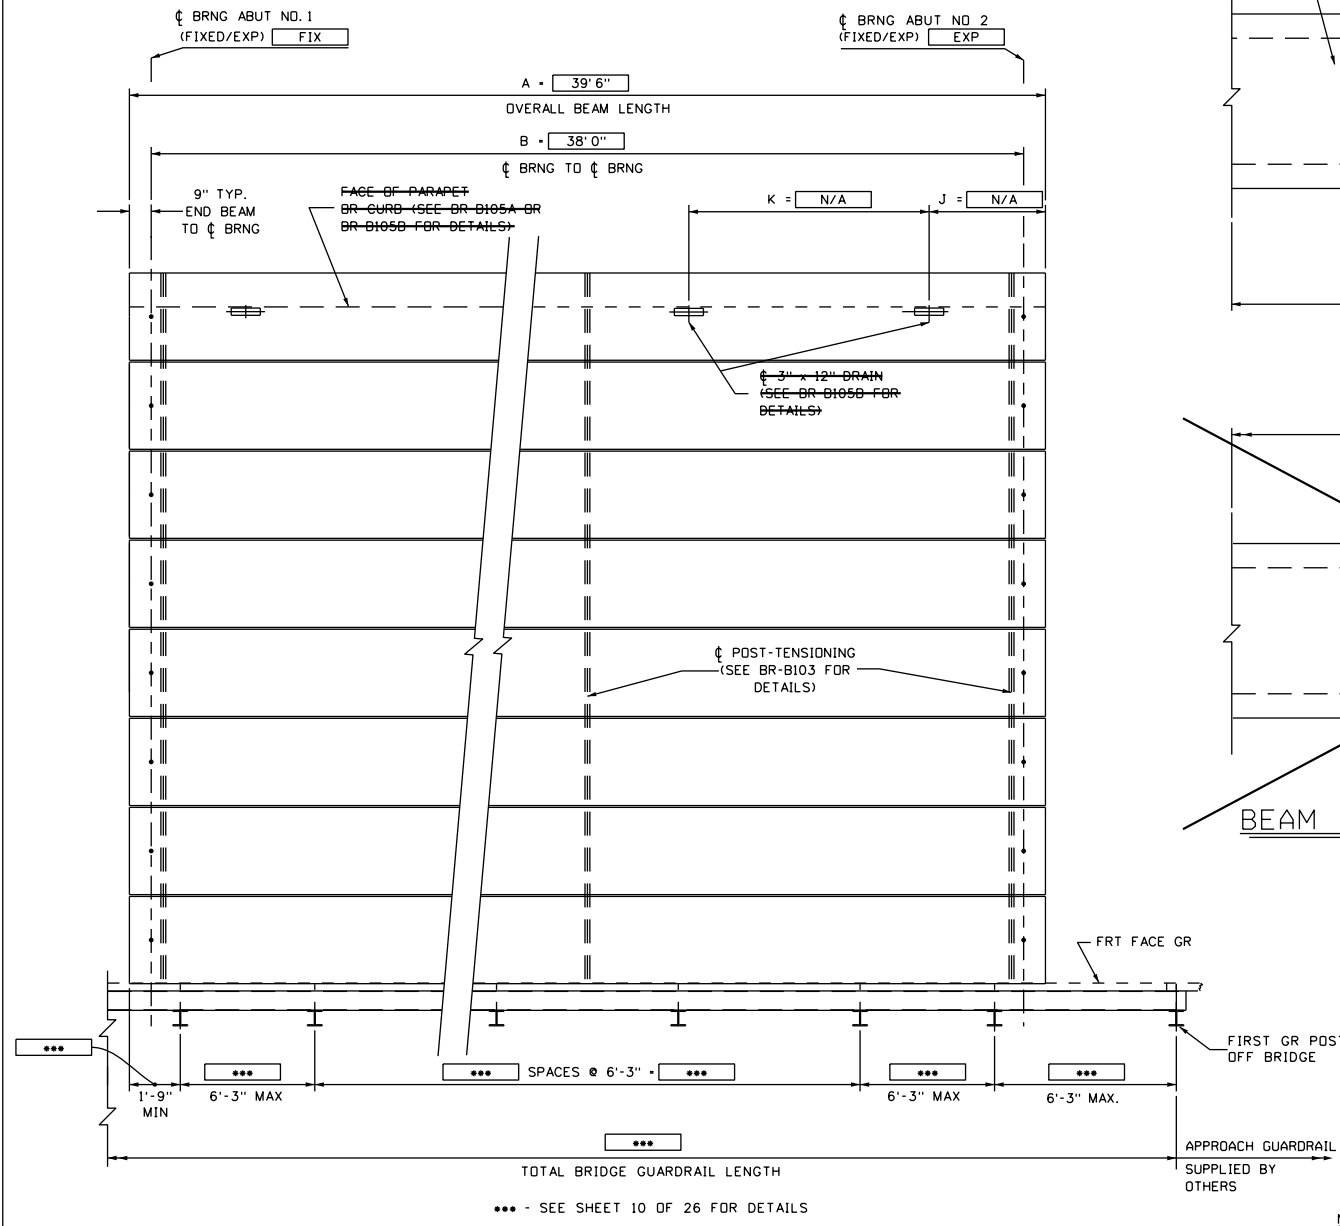 ℄ BRNG ABUT NO. 1
(FIXED/EXP) FIX
℄ BRNG ABUT NO 2
(FIXED/EXP) EXP
A = 39'6"
OVERALL BEAM LENGTH
B = 38'0"
℄ BRNG TO ℄ BRNG
9" TYP.
END BEAM
TO ℄ BRNG
FACE OF PARAPET
OR CURB (SEE BR-B105A OR
BR-B105B FOR DETAILS)
K = N/A
J = N/A
℄ 3" x 12" DRAIN
(SEE BR-B105B FOR
DETAILS)
℄ POST-TENSIONING
(SEE BR-B103 FOR
DETAILS)
BEAM
FRT FACE GR
FIRST GR POST
OFF BRIDGE
***
1'-9"
MIN
***
6'-3" MAX
*** SPACES @ 6'-3" = ***
***
6'-3" MAX
***
6'-3" MAX.
***
TOTAL BRIDGE GUARDRAIL LENGTH
APPROACH GUARDRAIL
SUPPLIED BY
OTHERS
*** - SEE SHEET 10 OF 26 FOR DETAILS